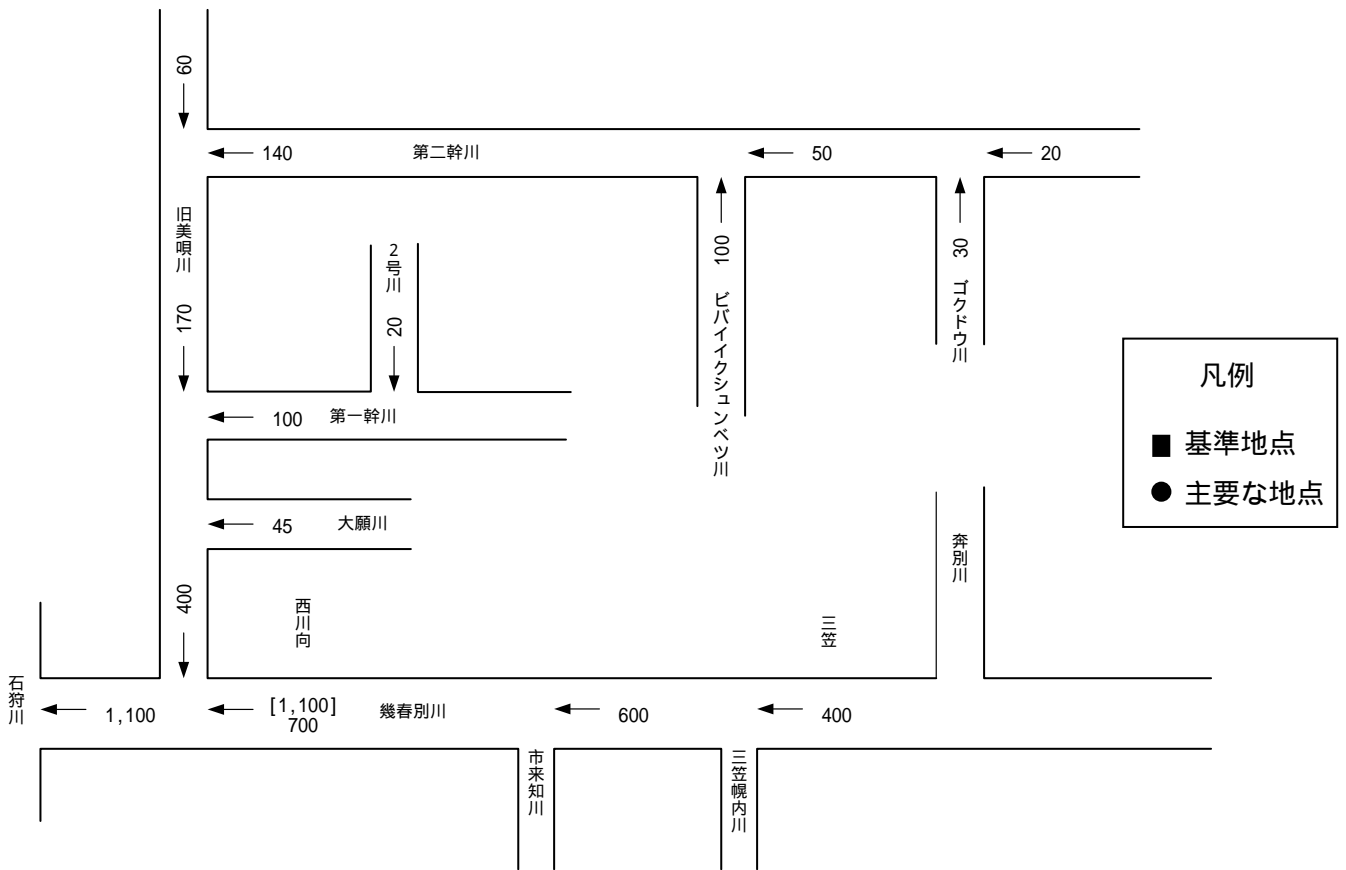 60
140
第二幹川
50
20
旧美唄川
170
2号川
20
100
ビバイイクシュンベツ川
30
ゴクドウ川
凡例
■ 基準地点
● 主要な地点
100
第一幹川
45
大願川
奔別川
400
西川向
三笠
石狩川
1,100
[1,100]
700
幾春別川
600
400
市来知川
三笠幌内川